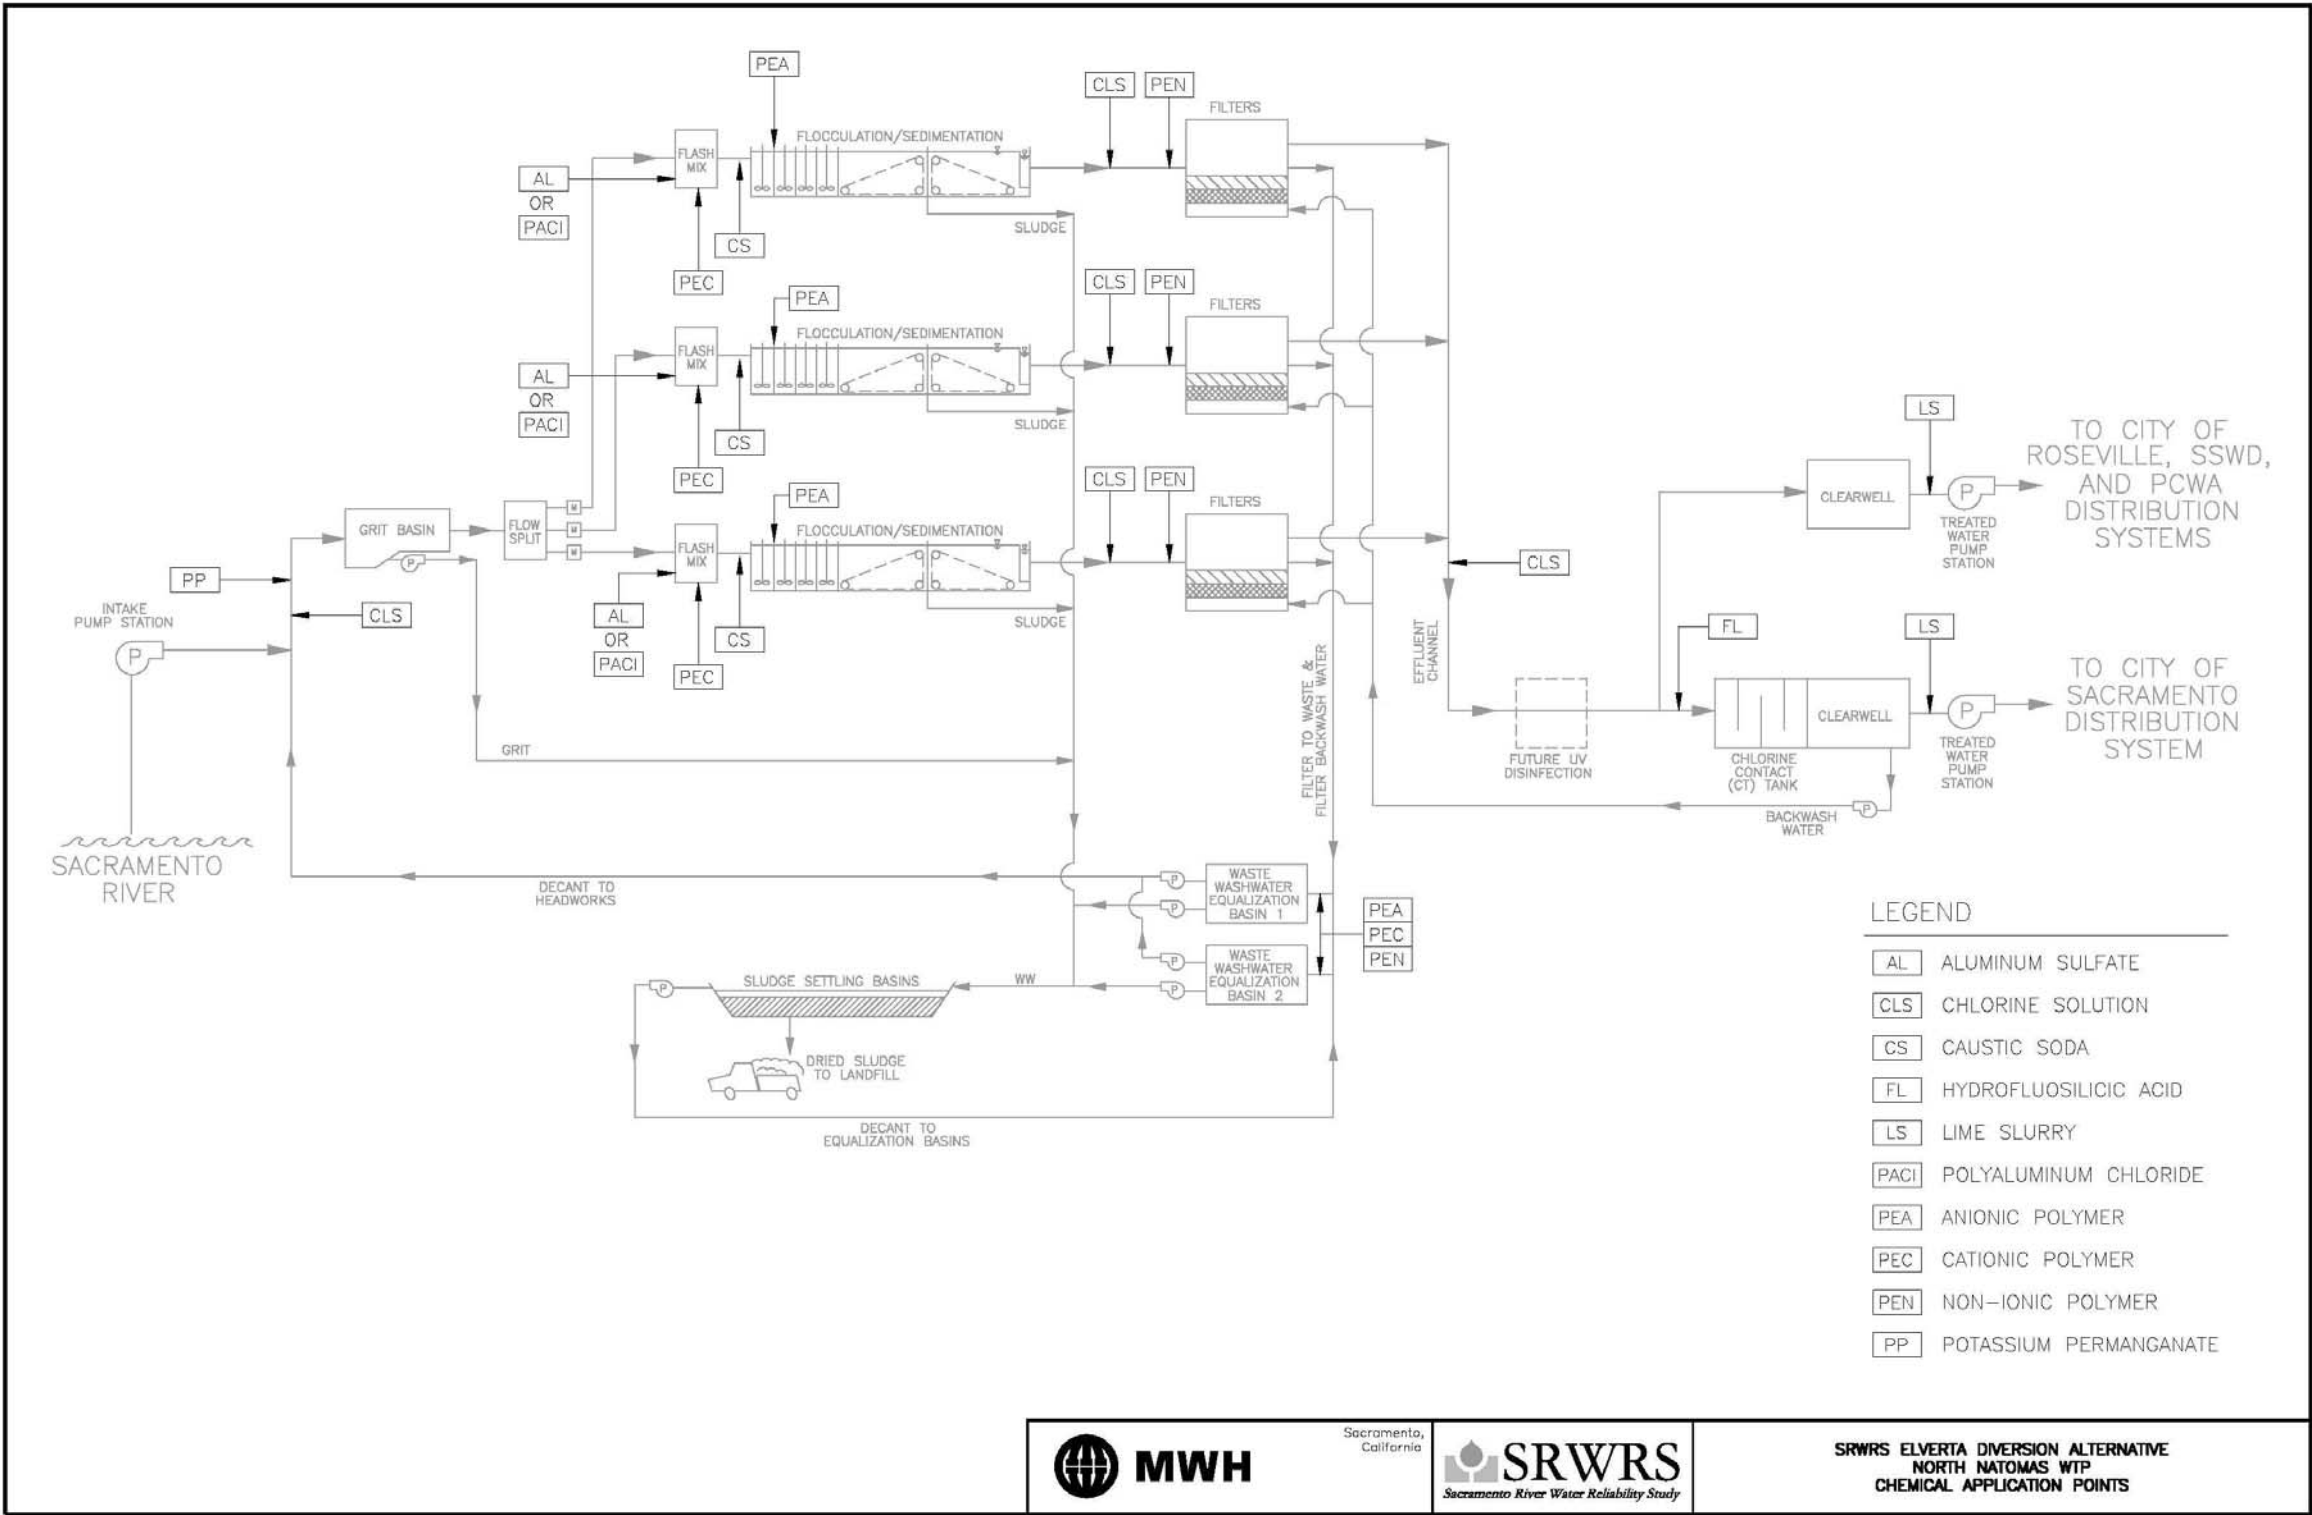 PEA
CLS
PEN
FILTERS
FLOCCULATION/SEDIMENTATION
FLASH
MIX
AL
OR
PACI
CS
PEC
SLUDGE
PEA
CLS
PEN
FILTERS
FLOCCULATION/SEDIMENTATION
FLASH
MIX
AL
OR
PACI
CS
PEC
SLUDGE
PEA
CLS
PEN
FILTERS
FLOCCULATION/SEDIMENTATION
FLASH
MIX
AL
OR
PACI
CS
PEC
SLUDGE
GRIT BASIN
P
FLOW
SPLIT
M
M
M
PP
CLS
INTAKE
PUMP STATION
P
SACRAMENTO
RIVER
GRIT
CLS
EFFLUENT
CHANNEL
FILTER TO WASTE &
FILTER BACKWASH WATER
FUTURE UV
DISINFECTION
FL
CHLORINE
CONTACT
(CT) TANK
CLEARWELL
LS
P
TREATED
WATER
PUMP
STATION
TO CITY OF
ROSEVILLE, SSWD,
AND PCWA
DISTRIBUTION
SYSTEMS
CLEARWELL
LS
P
TREATED
WATER
PUMP
STATION
TO CITY OF
SACRAMENTO
DISTRIBUTION
SYSTEM
P
BACKWASH
WATER
DECANT TO
HEADWORKS
P
P
WASTE
WASHWATER
EQUALIZATION
BASIN 1
P
P
WASTE
WASHWATER
EQUALIZATION
BASIN 2
PEA
PEC
PEN
WW
SLUDGE SETTLING BASINS
P
DRIED SLUDGE
TO LANDFILL
DECANT TO
EQUALIZATION BASINS
LEGEND
AL ALUMINUM SULFATE
CLS CHLORINE SOLUTION
CS CAUSTIC SODA
FL HYDROFLUOSILICIC ACID
LS LIME SLURRY
PACI POLYALUMINUM CHLORIDE
PEA ANIONIC POLYMER
PEC CATIONIC POLYMER
PEN NON-IONIC POLYMER
PP POTASSIUM PERMANGANATE
MWH
Sacramento,
California
SRWRS
Sacramento River Water Reliability Study
SRWRS ELVERTA DIVERSION ALTERNATIVE
NORTH NATOMAS WTP
CHEMICAL APPLICATION POINTS